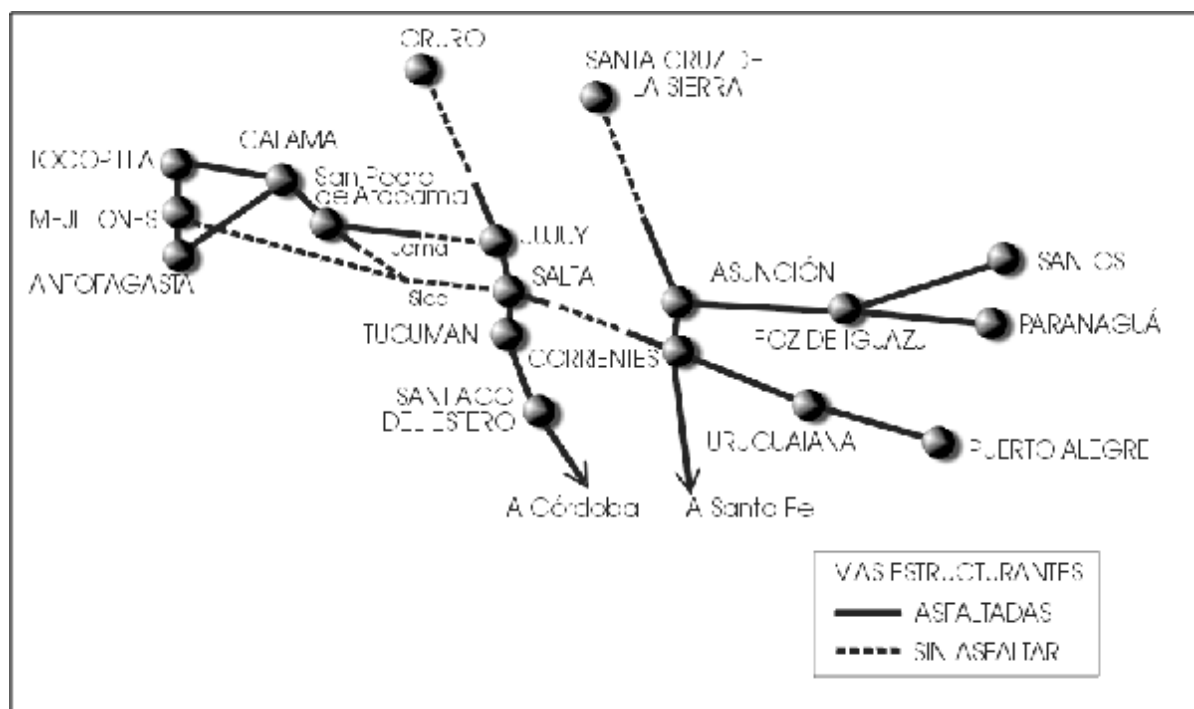 ORURO
SANTA CRUZ DE
LA SIERRA
TOCOPILLA
CALAMA
San Pedro
de Atacama
MEJILLONES
Jama
JUJUY
ANTOFAGASTA
Sico
SALTA
ASUNCIÓN
SANTOS
TUCUMAN
CORRIENTES
FOZ DE IGUAZU
PARANAGUÁ
SANTIAGO
DEL ESTERO
URUGUAIANA
PUERTO ALEGRE
A Córdoba
A Santa Fe
VIAS ESTRUCTURANTES
ASFALTADAS
SIN ASFALTAR